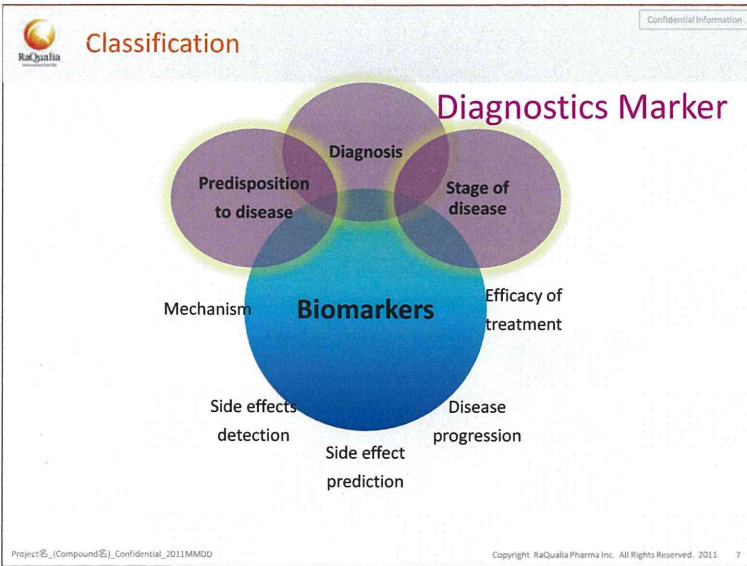 Confidential Information
RaQualia
Classification
Diagnostics Marker
Diagnosis
Predisposition
to disease
Stage of
disease
Mechanism
Biomarkers
Efficacy of
treatment
Side effects
detection
Disease
progression
Side effect
prediction
Project名_(Compound名)_Confidential_2011MMDD
Copyright RaQualia Pharma Inc. All Rights Reserved. 2011 7